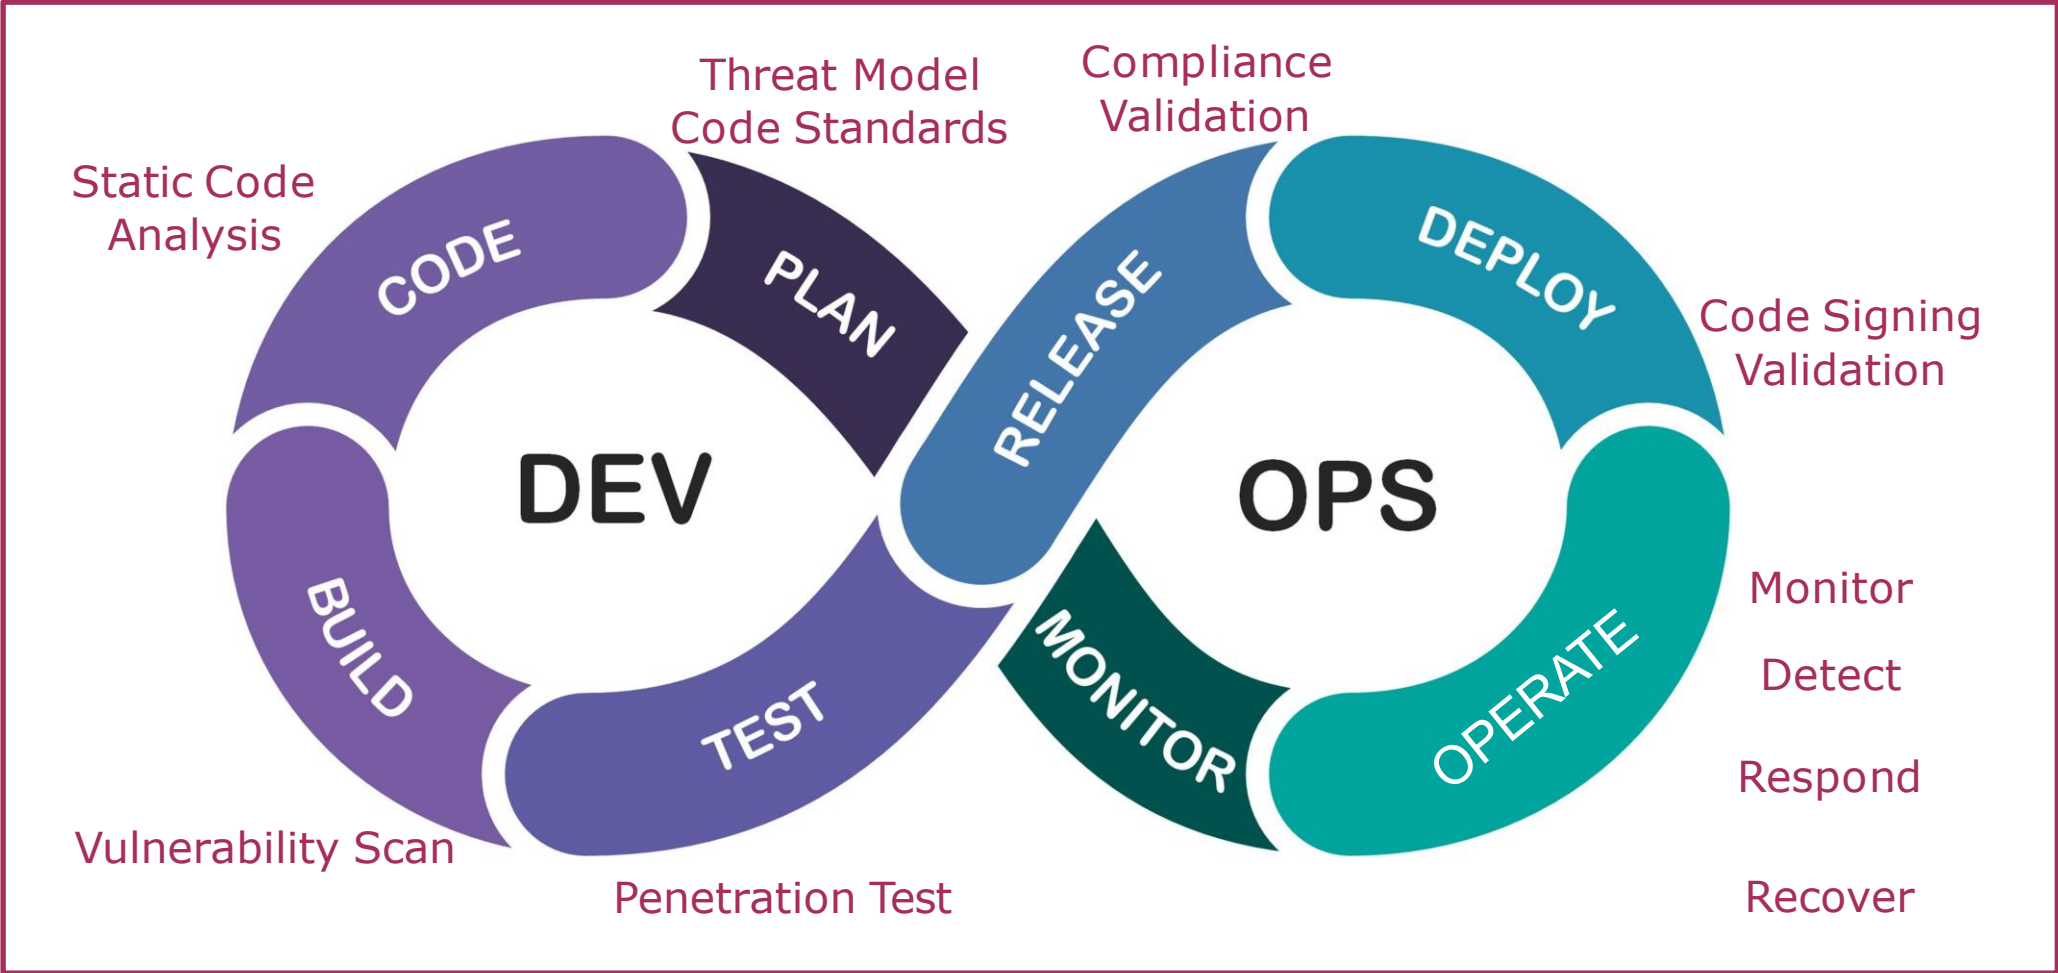 Threat Model
Code Standards
Compliance
Validation
Static Code
Analysis
CODE
PLAN
RELEASE
DEPLOY
Code Signing
Validation
DEV
OPS
BUILD
TEST
MONITOR
OPERATE
Monitor
Detect
Respond
Recover
Vulnerability Scan
Penetration Test